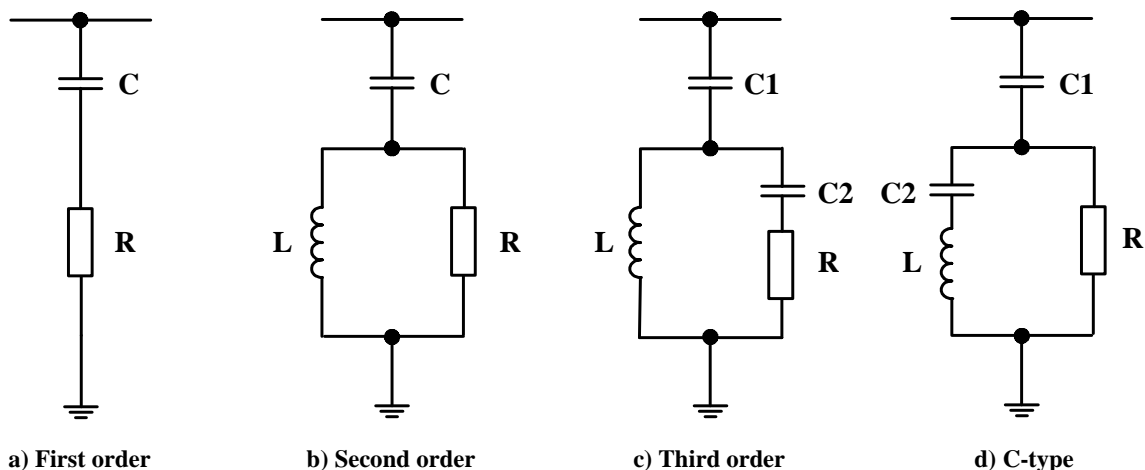 C
R
a) First order
C
L
R
b) Second order
C1
C2
L
R
c) Third order
C1
C2
L
R
d) C-type